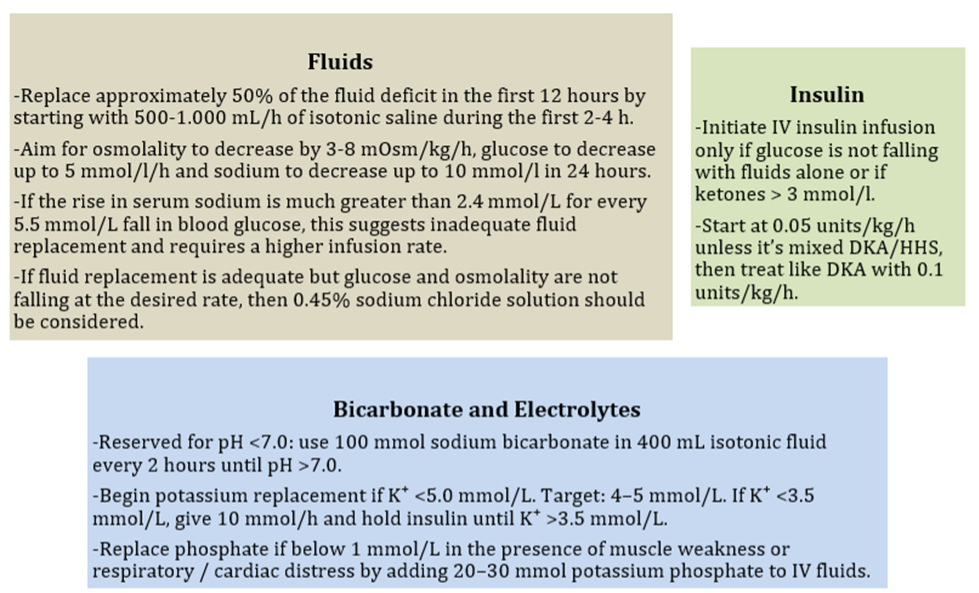 Fluids
-Replace approximately 50% of the fluid deficit in the first 12 hours by
starting with 500-1.000 mL/h of isotonic saline during the first 2-4 h.
-Aim for osmolality to decrease by 3-8 mOsm/kg/h, glucose to decrease
up to 5 mmol/l/h and sodium to decrease up to 10 mmol/l in 24 hours.
-If the rise in serum sodium is much greater than 2.4 mmol/L for every
5.5 mmol/L fall in blood glucose, this suggests inadequate fluid
replacement and requires a higher infusion rate.
-If fluid replacement is adequate but glucose and osmolality are not
falling at the desired rate, then 0.45% sodium chloride solution should
be considered.
Insulin
-Initiate IV insulin infusion
only if glucose is not falling
with fluids alone or if
ketones > 3 mmol/l.
-Start at 0.05 units/kg/h
unless it's mixed DKA/HHS,
then treat like DKA with 0.1
units/kg/h.
Bicarbonate and Electrolytes
-Reserved for pH <7.0: use 100 mmol sodium bicarbonate in 400 mL isotonic fluid
every 2 hours until pH >7.0.
-Begin potassium replacement if K⁺ <5.0 mmol/L. Target: 4–5 mmol/L. If K⁺ <3.5
mmol/L, give 10 mmol/h and hold insulin until K⁺ >3.5 mmol/L.
-Replace phosphate if below 1 mmol/L in the presence of muscle weakness or
respiratory / cardiac distress by adding 20–30 mmol potassium phosphate to IV fluids.